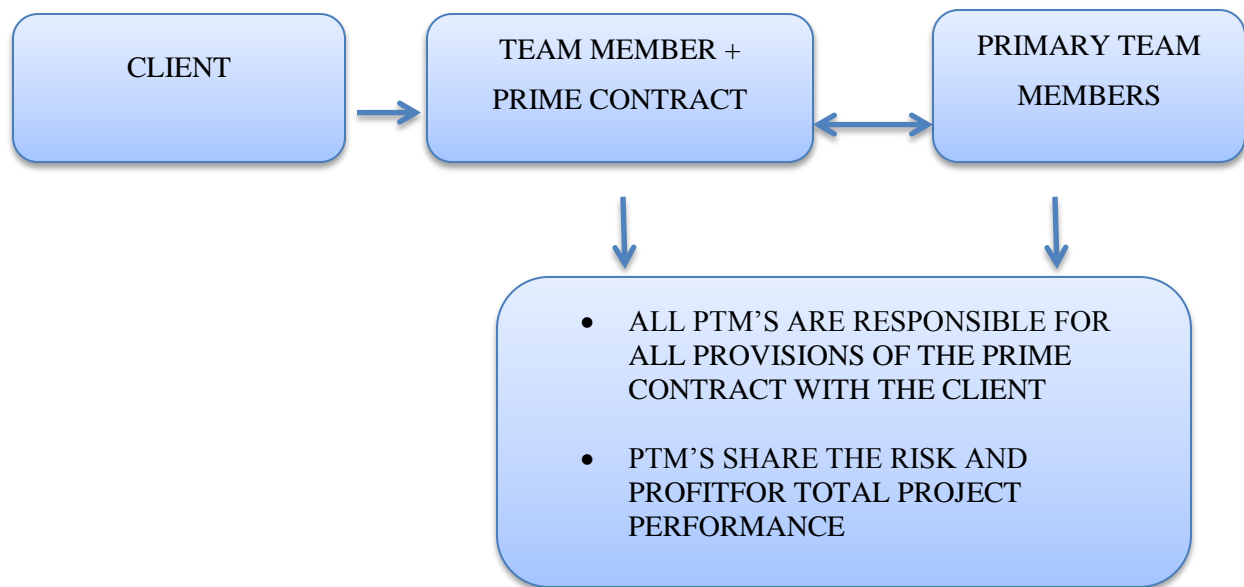 CLIENT
TEAM MEMBER +
PRIME CONTRACT
PRIMARY TEAM
MEMBERS
• ALL PTM’S ARE RESPONSIBLE FOR
ALL PROVISIONS OF THE PRIME
CONTRACT WITH THE CLIENT
• PTM’S SHARE THE RISK AND
PROFITFOR TOTAL PROJECT
PERFORMANCE